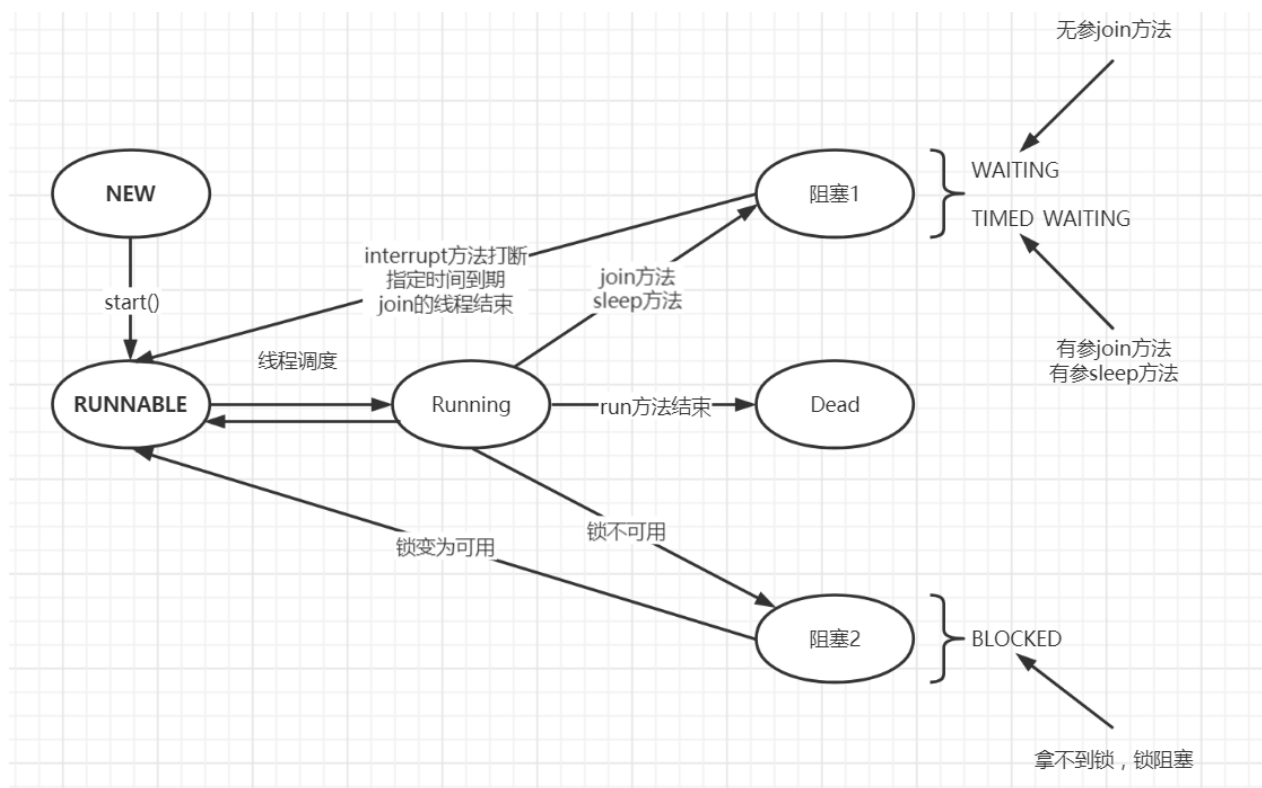 无参join方法
WAITING
NEW
阻塞1
TIMED WAITING
interrupt方法打断
指定时间到期
join的线程结束
join方法
sleep方法
start()
线程调度
有参join方法
有参sleep方法
RUNNABLE
Running
run方法结束
Dead
锁不可用
锁变为可用
阻塞2
BLOCKED
拿不到锁，锁阻塞